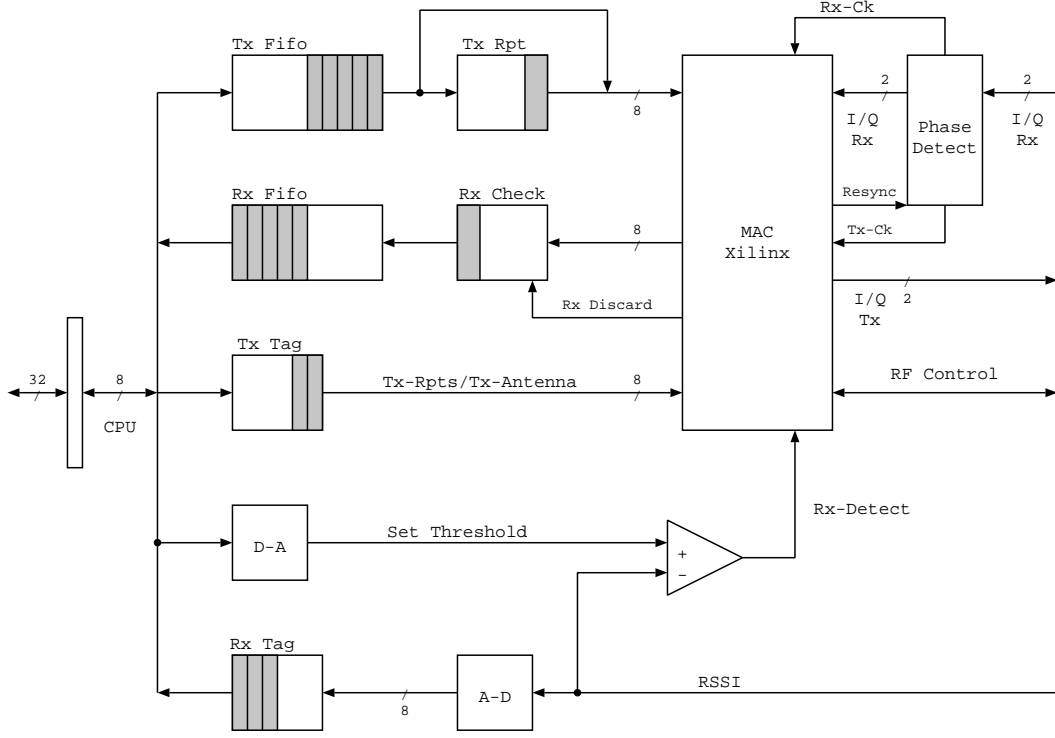 Rx-Ck
Tx Fifo
Tx Rpt
2
2
8
I/Q
Rx
Phase
Detect
I/Q
Rx
Rx Fifo
Rx Check
Resync
8
MAC
Xilinx
Tx-Ck
Rx Discard
I/Q
2
Tx
Tx Tag
32
8
Tx-Rpts/Tx-Antenna
8
RF Control
CPU
Rx-Detect
D-A
Set Threshold
+
-
Rx Tag
A-D
RSSI
8